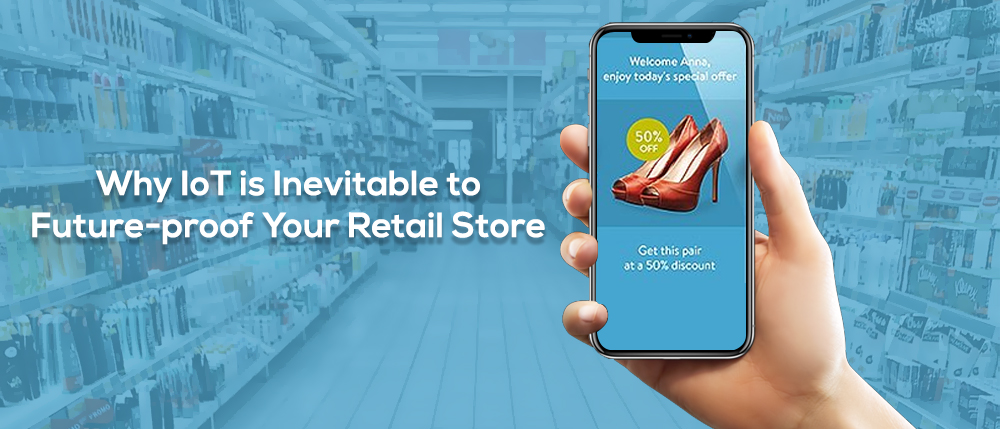 Why IoT is Inevitable to
Future-proof Your Retail Store
Welcome Anna,
enjoy today's special offer
50%
OFF
Get this pair
at a 50% discount